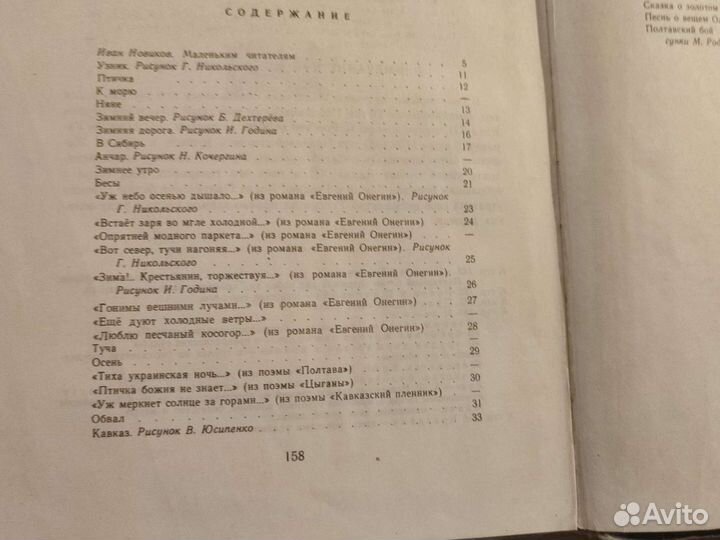 СОДЕРЖАНИЕ
Иван Новиков. Маленьким читателям 5
Узник. Рисунок Г. Никольского 11
Птичка 12
К морю —
Няне 13
Зимний вечер. Рисунок Б. Дехтерёва 14
Зимняя дорога. Рисунок И. Година 16
В Сибирь 17
Анчар. Рисунок Н. Кочергина —
Зимнее утро 20
Бесы 21
«Уж небо осенью дышало...» (из романа «Евгений Онегин»). Рисунок
Г. Никольского 23
«Встаёт заря во мгле холодной...» (из романа «Евгений Онегин») 24
«Опрятней модного паркета...» (из романа «Евгений Онегин») —
«Вот север, тучи нагоняя...» (из романа «Евгений Онегин»). Рисунок
Г. Никольского 25
«Зима!.. Крестьянин, торжествуя...» (из романа «Евгений Онегин»).
Рисунок И. Година 26
«Гонимы вешними лучами...» (из романа «Евгений Онегин») 27
«Ещё дуют холодные ветры...» —
«Люблю песчаный косогор...» (из романа «Евгений Онегин») 28
Туча —
Осень 29
«Тиха украинская ночь...» (из поэмы «Полтава») —
«Птичка божия не знает...» (из поэмы «Цыганы») 30
«Уж меркнет солнце за горами...» (из поэмы «Кавказский пленник») —
Обвал 31
Кавказ. Рисунок В. Юсипенко 33
158
Сказка о золотом
Песнь о вещем Ол
Полтавский бой
сунки М. Род
Avito